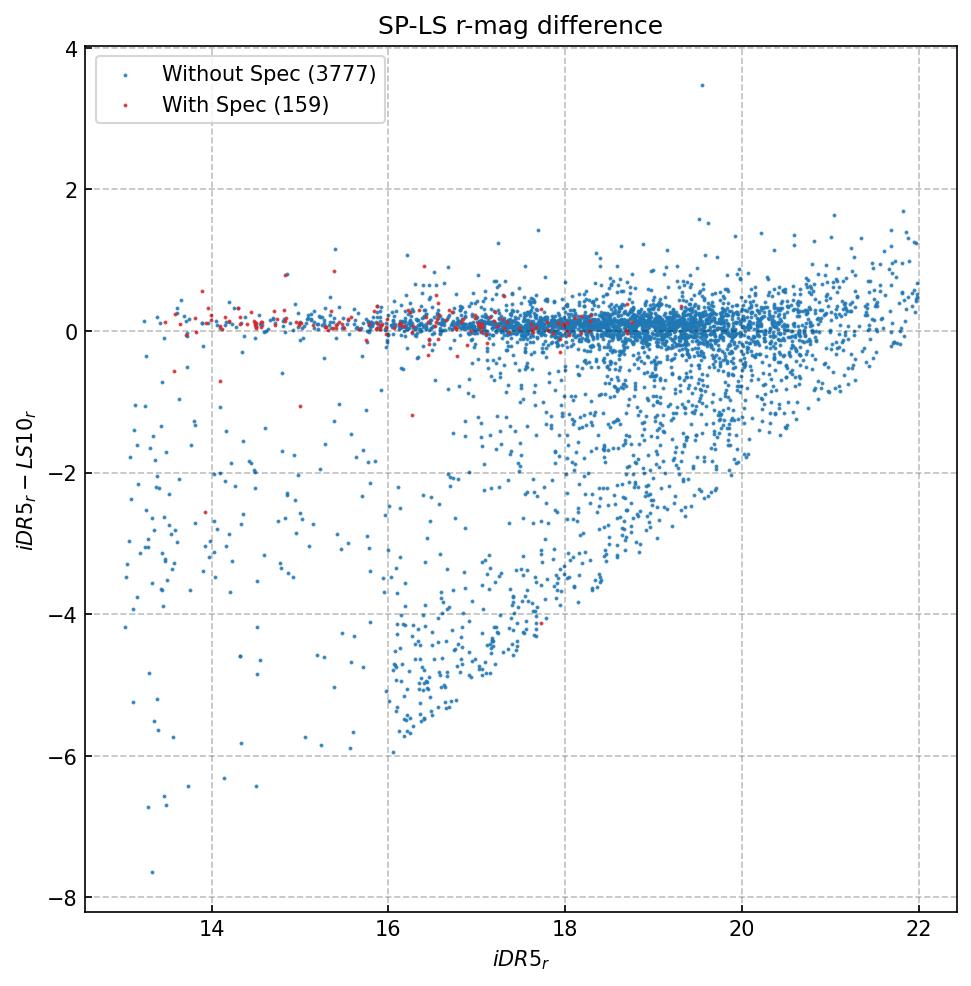 SP-LS r-mag difference
Without Spec (3777)
With Spec (159)
4
2
0
−2
−4
−6
−8
iDR5r − LS10r
14
16
18
20
22
iDR5r